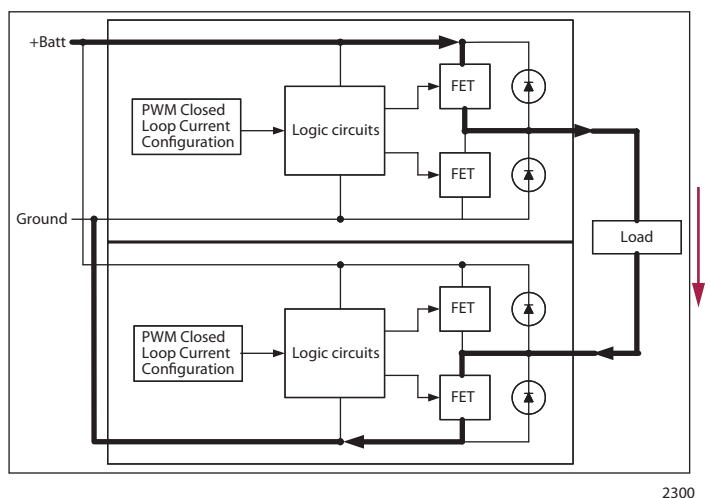 +Batt
FET
PWM Closed
Loop Current
Configuration
Logic circuits
FET
Ground
Load
FET
PWM Closed
Loop Current
Configuration
Logic circuits
FET
2300